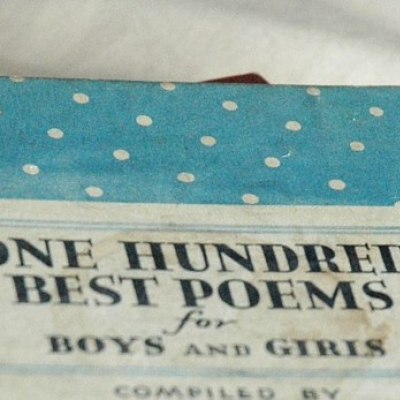 ONE HUNDRED
BEST POEMS
for
BOYS AND GIRLS
COMPILED BY